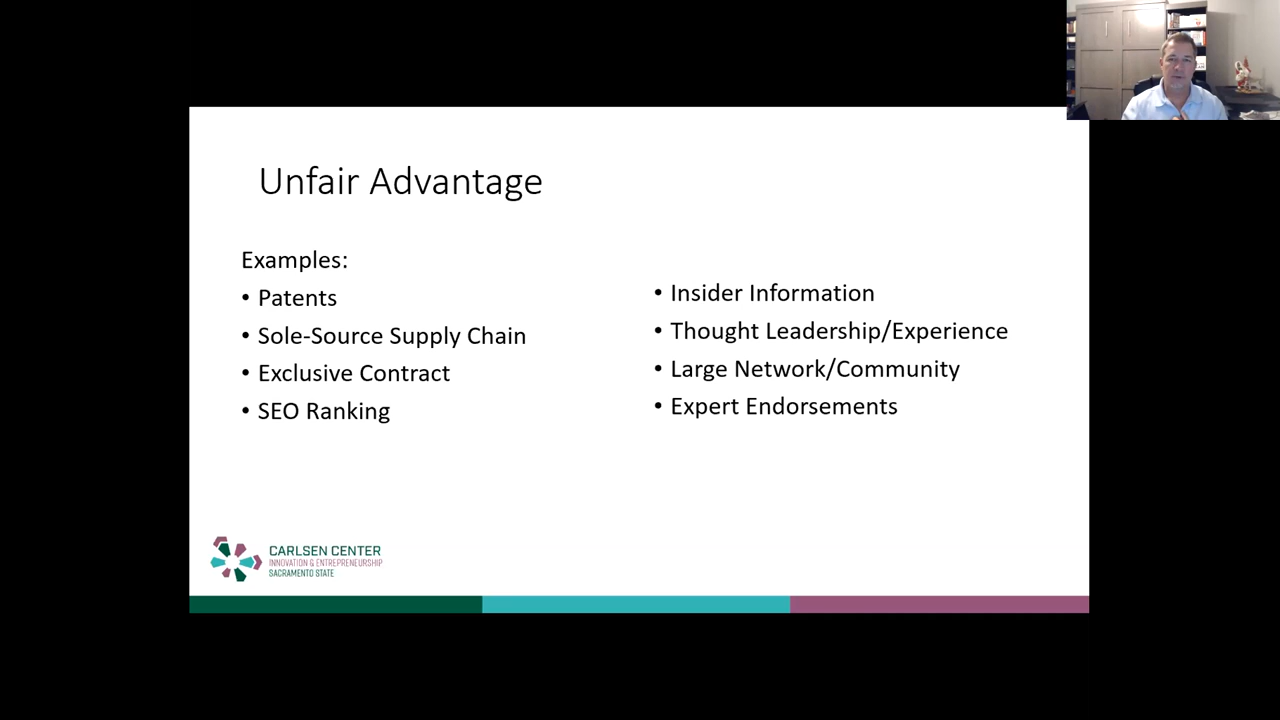 Unfair Advantage
Examples:
• Patents
• Sole-Source Supply Chain
• Exclusive Contract
• SEO Ranking
• Insider Information
• Thought Leadership/Experience
• Large Network/Community
• Expert Endorsements
CARLSEN CENTER
INNOVATION & ENTREPRENEURSHIP
SACRAMENTO STATE